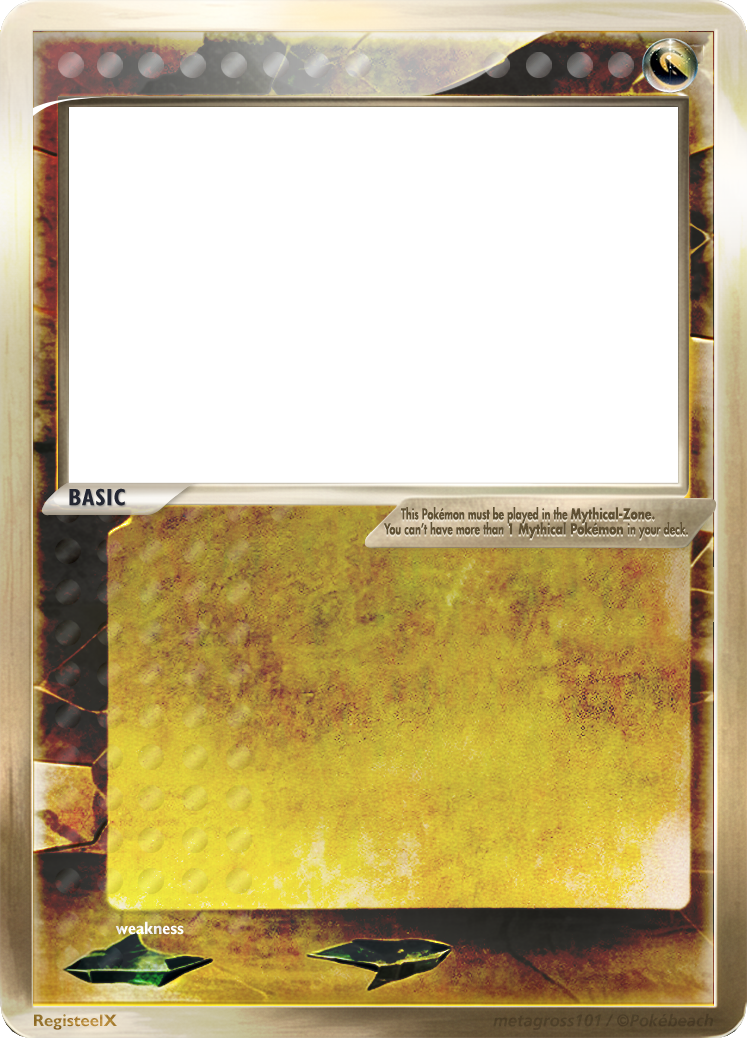 BASIC
This Pokémon must be played in the Mythical-Zone.
You can't have more than 1 Mythical Pokémon in your deck.
weakness
RegisteelX
metagross101 / ©Pokébeach